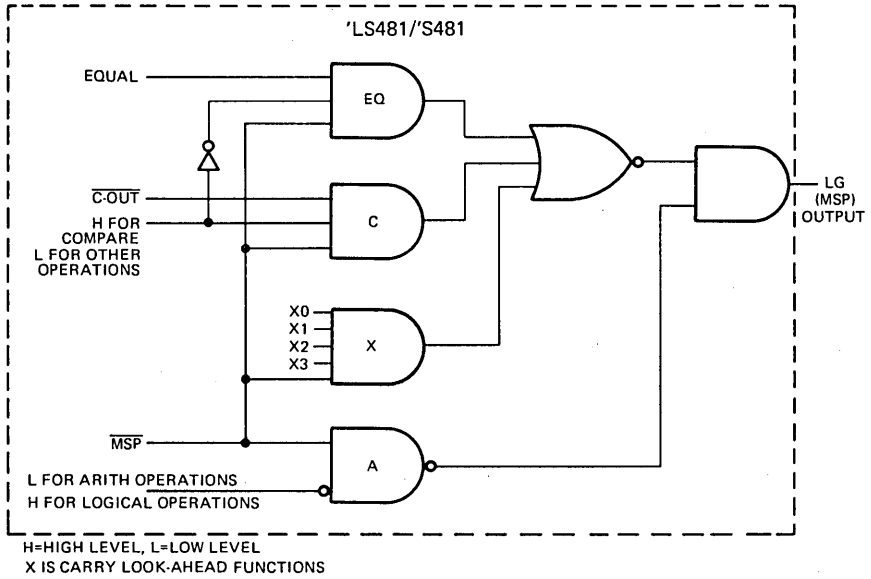 'LS481/'S481
EQUAL
EQ
C-OUT
H FOR
COMPARE
L FOR OTHER
OPERATIONS
C
X0
X1
X2
X3
X
MSP
A
L FOR ARITH OPERATIONS
H FOR LOGICAL OPERATIONS
LG
(MSP)
OUTPUT
H=HIGH LEVEL, L=LOW LEVEL
X IS CARRY LOOK-AHEAD FUNCTIONS